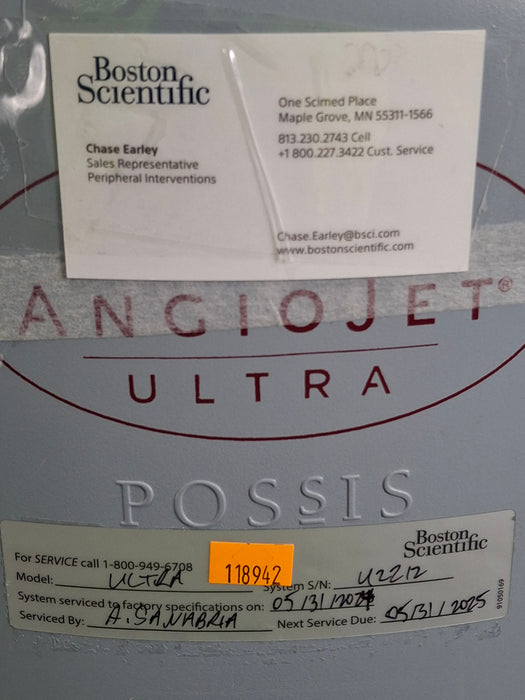 Boston
Scientific
Chase Earley
Sales Representative
Peripheral Interventions
One Scimed Place
Maple Grove, MN 55311-1566
813.230.2743 Cell
+1 800.227.3422 Cust. Service
Chase.Earley@bsci.com
www.bostonscientific.com
ANGIOJET®
ULTRA
POSSIS
Boston
Scientific
For SERVICE call 1-800-949-6708
Model: ULTRA
118942
System S/N: U2212
System serviced to factory specifications on: 05/31/2024
Serviced By: A. SANABRIA
Next Service Due: 05/31/2025
91050169